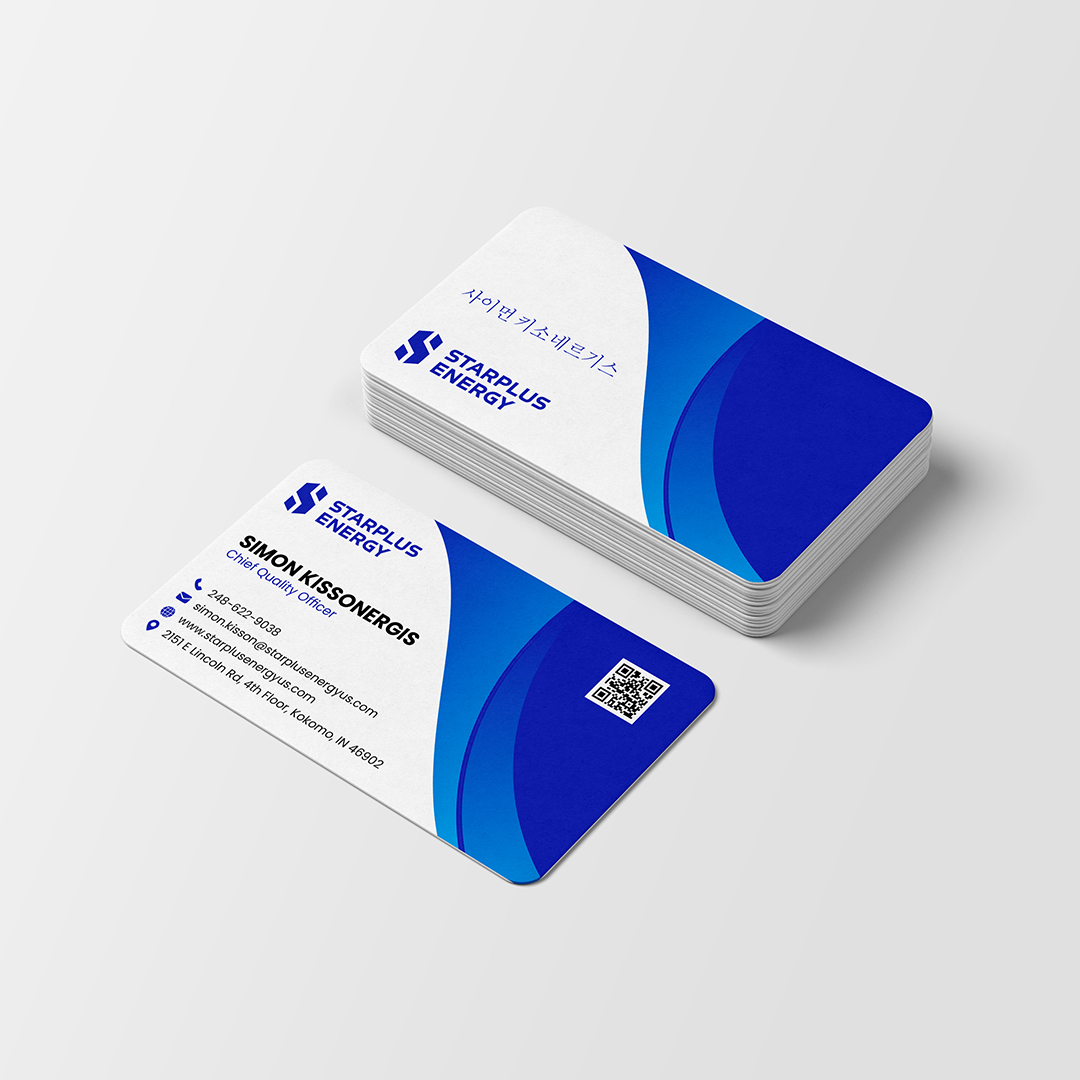 사이먼 키소네르기스
STARPLUS
ENERGY
STARPLUS
ENERGY
SIMON KISSONERGIS
Chief Quality Officer
248-622-9038
simon.kisson@starplusenergyus.com
www.starplusenergyus.com
2151 E Lincoln Rd, 4th Floor, Kokomo, IN 46902